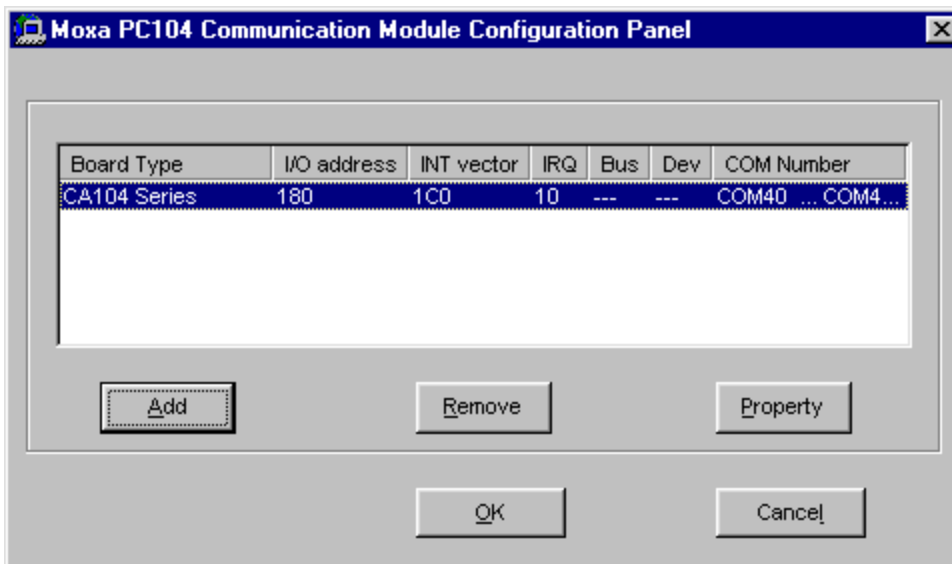 Moxa PC104 Communication Module Configuration Panel
Board Type I/O address INT vector IRQ Bus Dev COM Number
CA104 Series 180 1C0 10 --- --- COM40 ... COM4...
Add Remove Property
OK Cancel